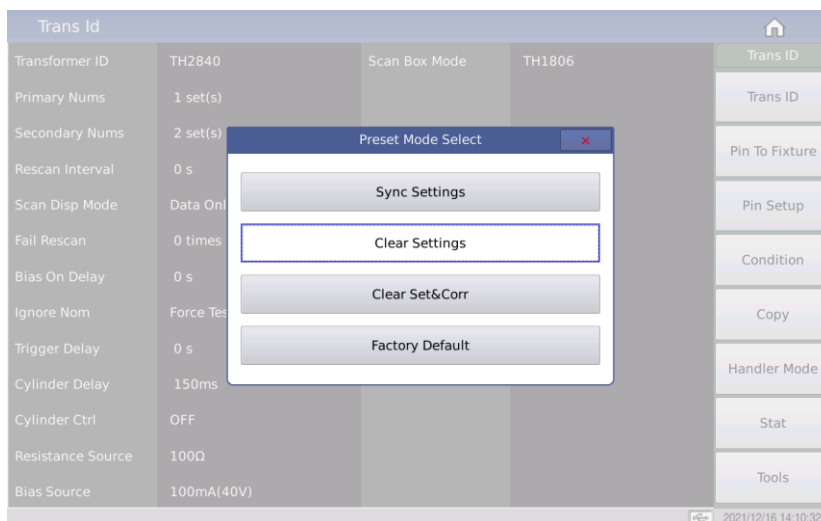 Trans Id
Transformer ID TH2840 Scan Box Mode TH1806
Primary Nums 1 set(s)
Secondary Nums 2 set(s)
Rescan Interval 0 s
Scan Disp Mode Data Onl
Fail Rescan 0 times
Bias On Delay 0 s
Ignore Nom Force Tes
Trigger Delay 0 s
Cylinder Delay 150ms
Cylinder Ctrl OFF
Resistance Source 100Ω
Bias Source 100mA(40V)
Preset Mode Select ×
Sync Settings
Clear Settings
Clear Set&Corr
Factory Default
Trans ID
Trans ID
Pin To Fixture
Pin Setup
Condition
Copy
Handler Mode
Stat
Tools
2021/12/16 14:10:32